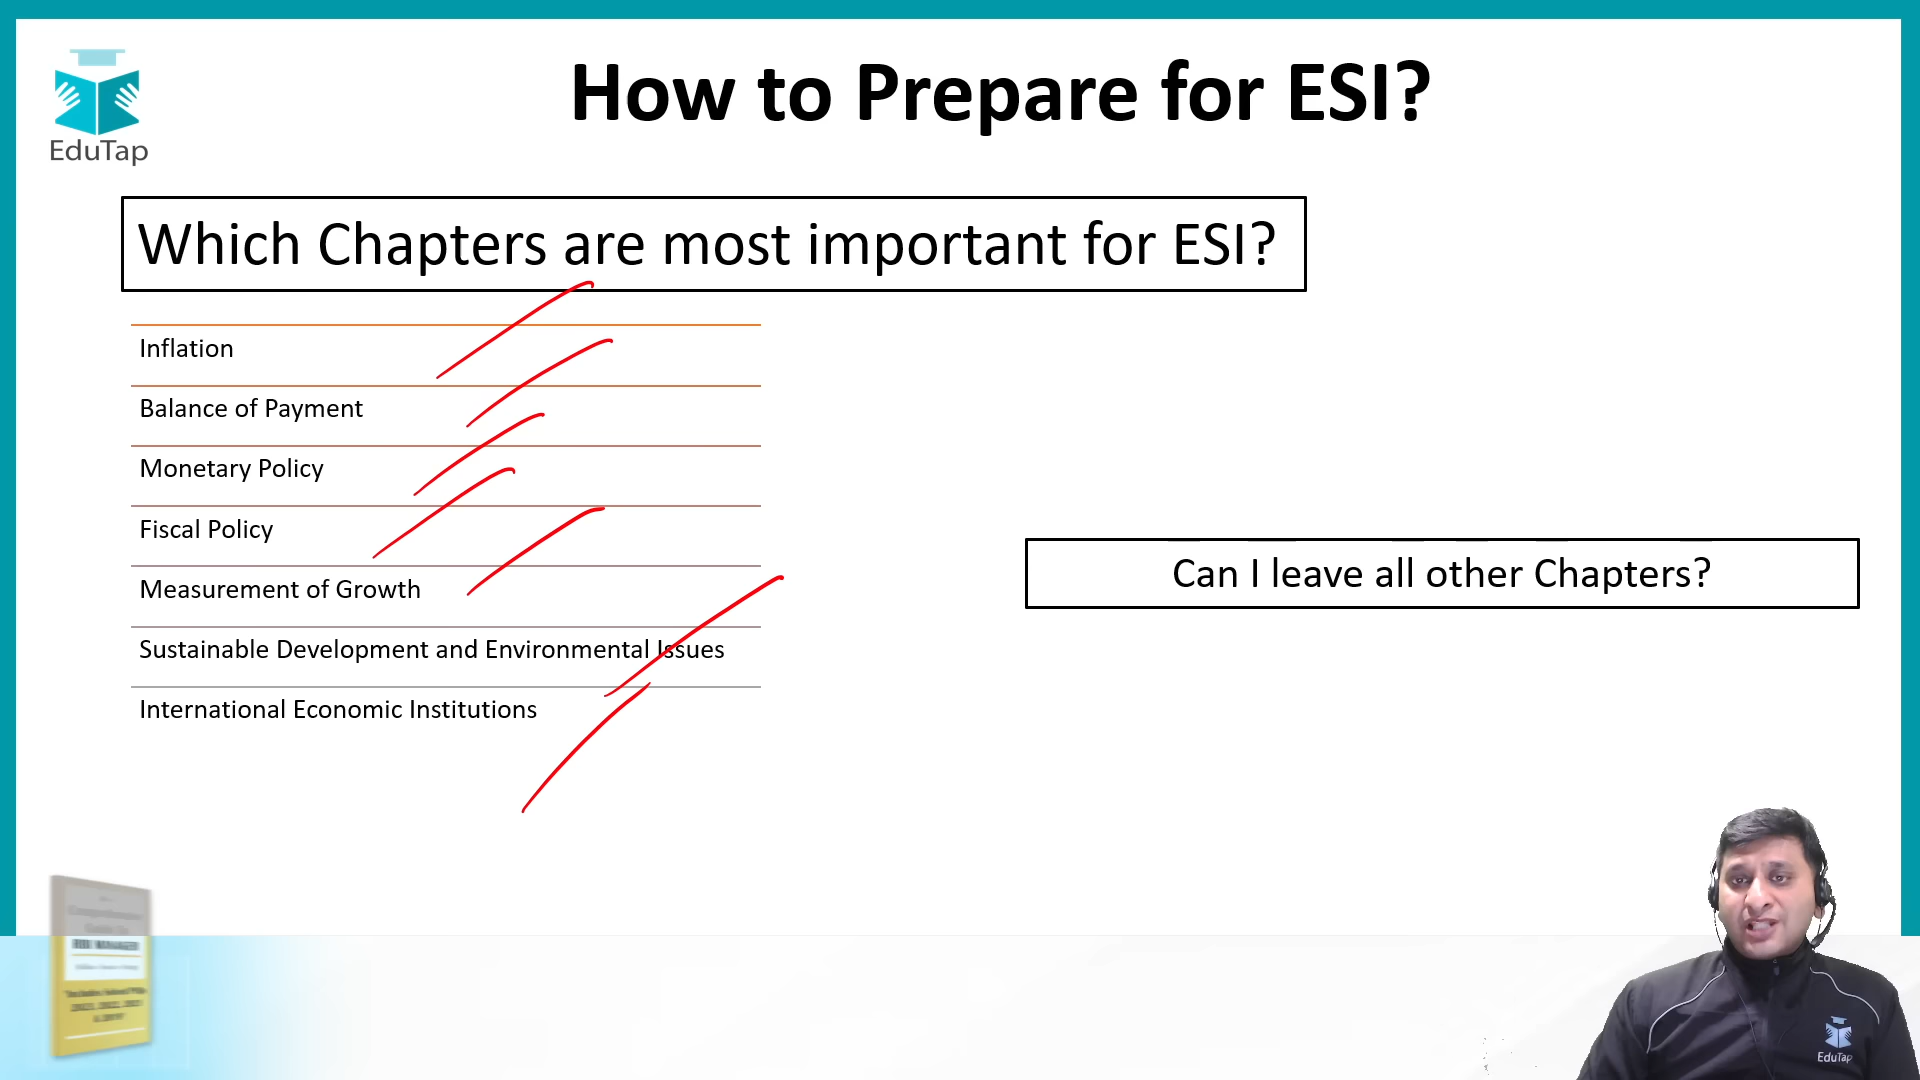 EduTap
How to Prepare for ESI?
Which Chapters are most important for ESI?
Inflation
Balance of Payment
Monetary Policy
Fiscal Policy
Measurement of Growth
Sustainable Development and Environmental Issues
International Economic Institutions
Can I leave all other Chapters?
EduTap